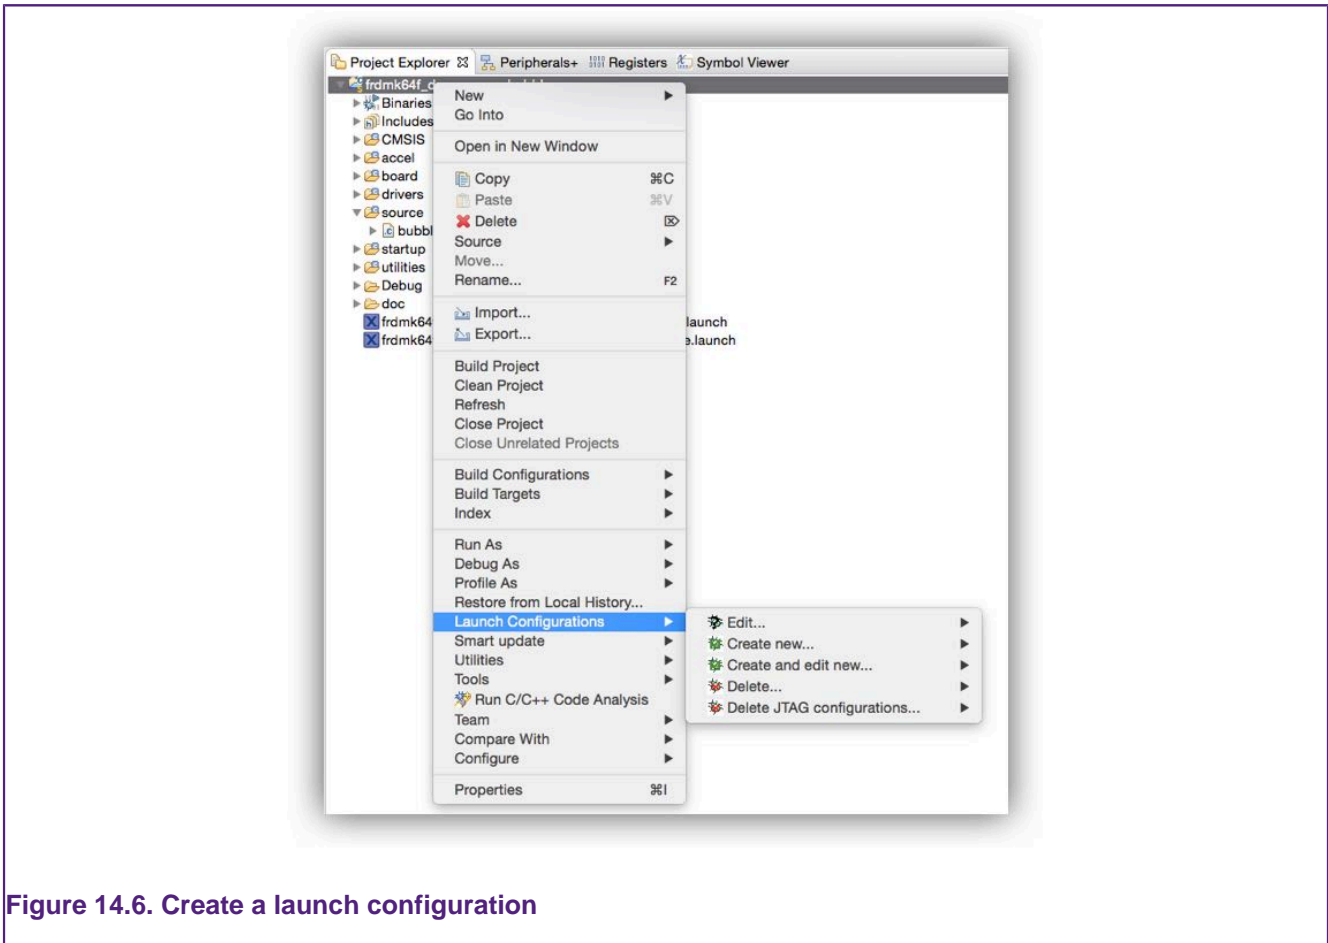 Project Explorer Peripherals+ Registers Symbol Viewer
frdmk64f_d
Binaries
Includes
CMSIS
accel
board
drivers
source
bubbl
startup
utilities
Debug
doc
frdmk64 launch
frdmk64 e.launch
New
Go Into
Open in New Window
Copy ⌘C
Paste ⌘V
Delete ⌦
Source
Move...
Rename... F2
Import...
Export...
Build Project
Clean Project
Refresh
Close Project
Close Unrelated Projects
Build Configurations
Build Targets
Index
Run As
Debug As
Profile As
Restore from Local History...
Launch Configurations
Smart update
Utilities
Tools
Run C/C++ Code Analysis
Team
Compare With
Configure
Properties ⌘I
Edit...
Create new...
Create and edit new...
Delete...
Delete JTAG configurations...
Figure 14.6. Create a launch configuration